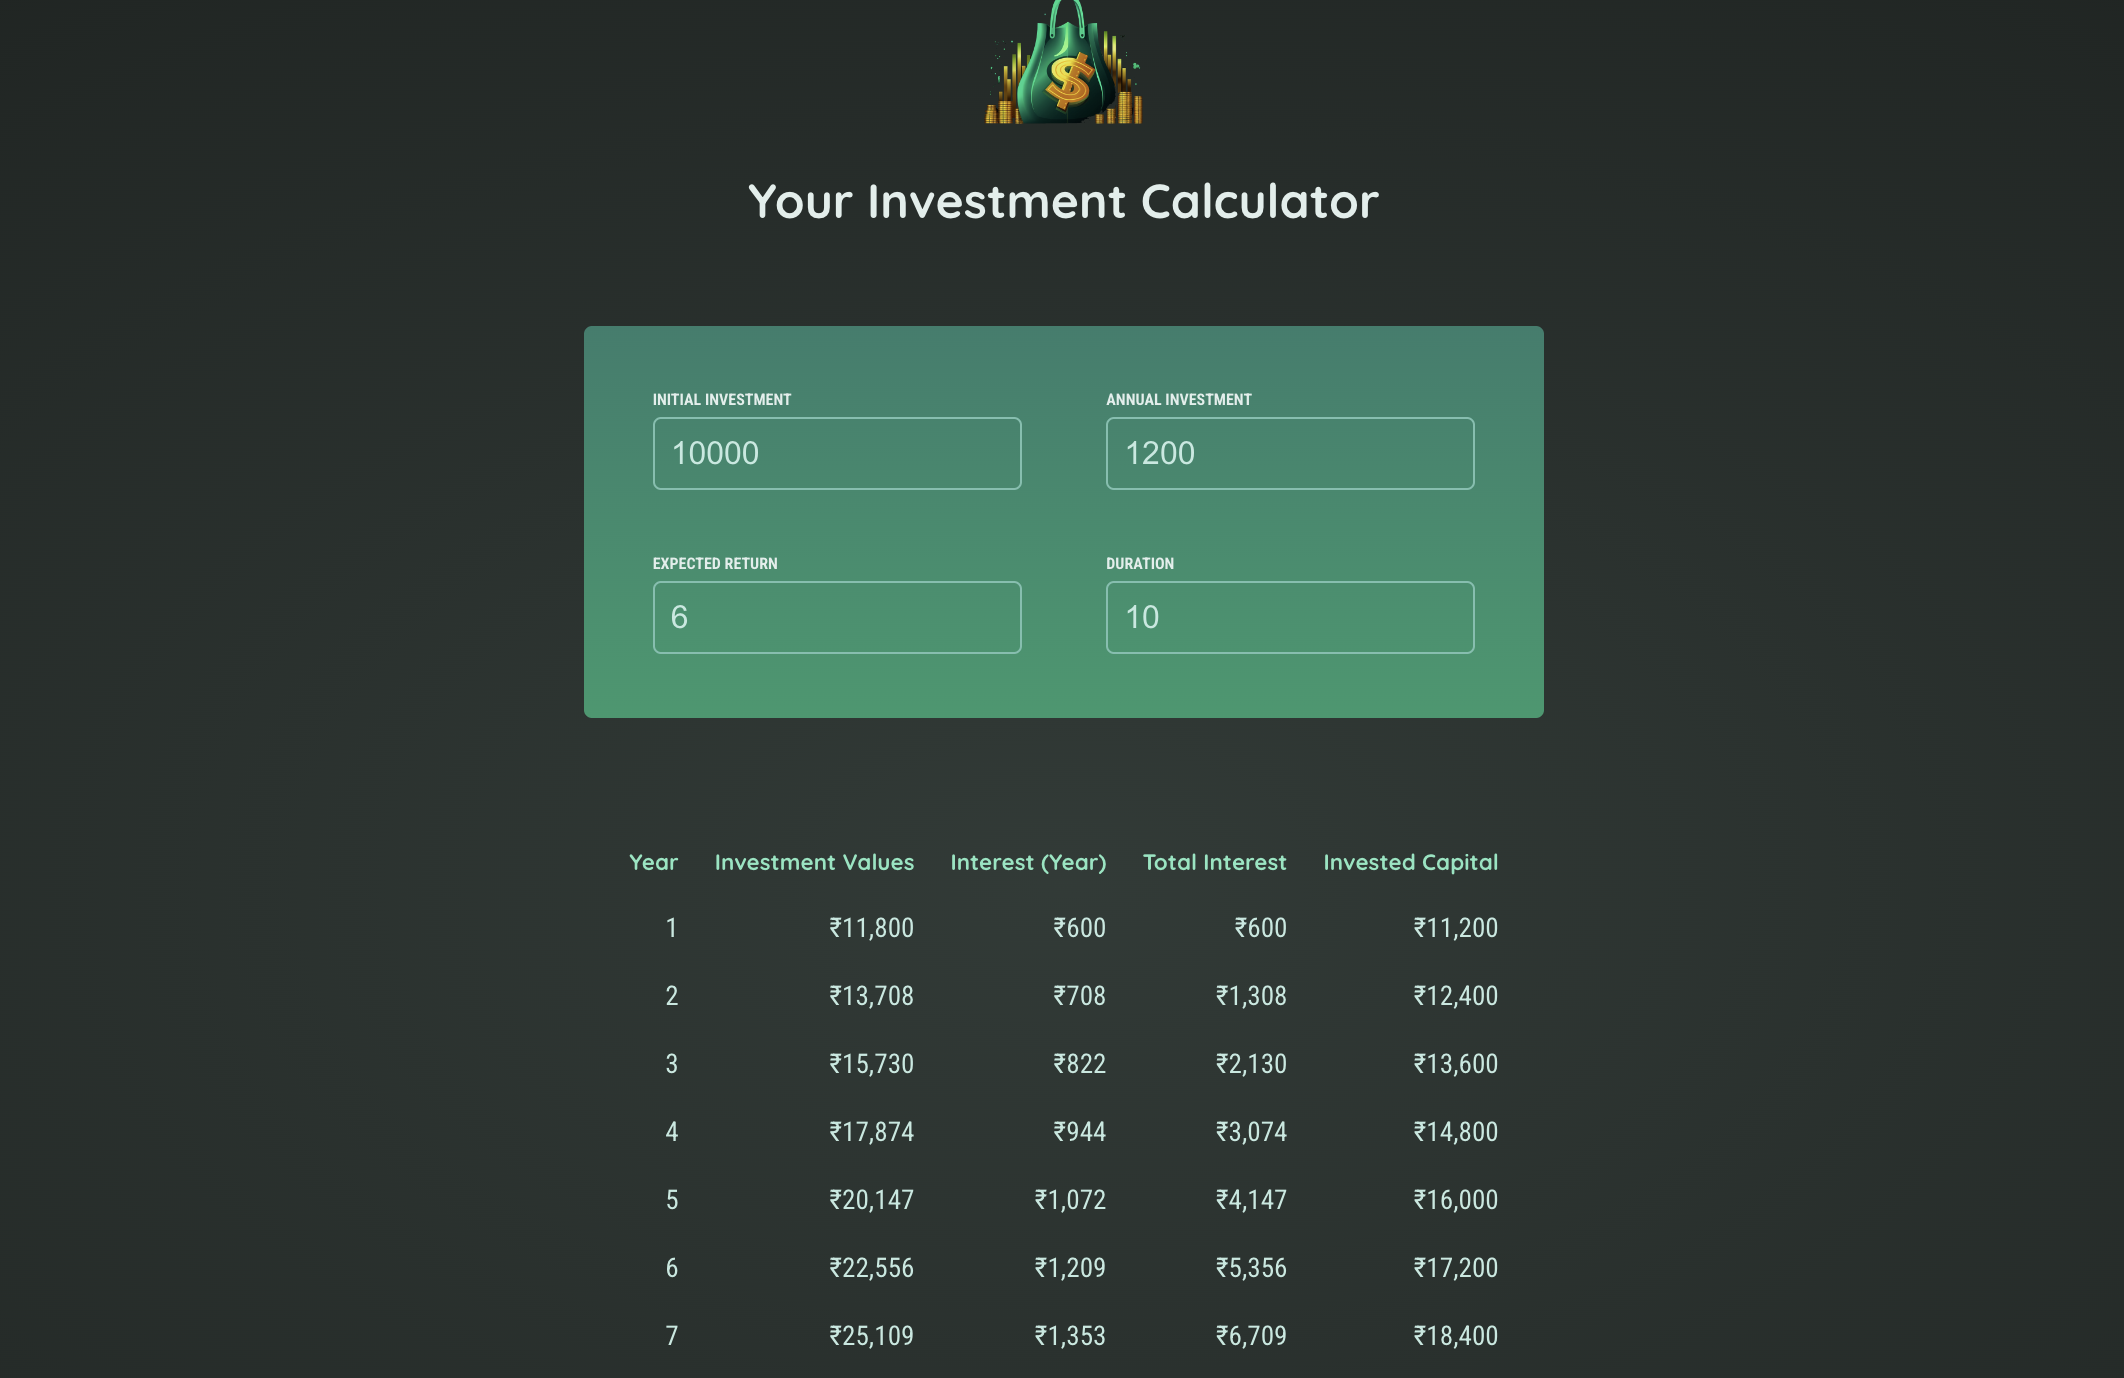 $
Your Investment Calculator
INITIAL INVESTMENT ANNUAL INVESTMENT
10000 1200
EXPECTED RETURN DURATION
6 10
Year Investment Values Interest (Year) Total Interest Invested Capital
1 ₹11,800 ₹600 ₹600 ₹11,200
2 ₹13,708 ₹708 ₹1,308 ₹12,400
3 ₹15,730 ₹822 ₹2,130 ₹13,600
4 ₹17,874 ₹944 ₹3,074 ₹14,800
5 ₹20,147 ₹1,072 ₹4,147 ₹16,000
6 ₹22,556 ₹1,209 ₹5,356 ₹17,200
7 ₹25,109 ₹1,353 ₹6,709 ₹18,400